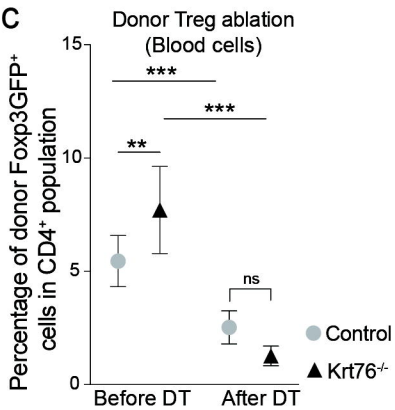 C
Donor Treg ablation
(Blood cells)
Percentage of donor Foxp3GFP⁺
cells in CD4⁺ population
15
10
5
0
***
***
**
ns
Before DT
After DT
Control
Krt76⁻/⁻